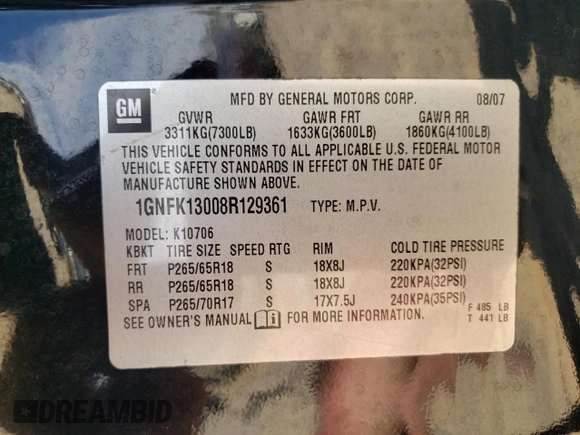 GM
MFD BY GENERAL MOTORS CORP. 08/07
GVWR GAWR FRT GAWR RR
3311KG(7300LB) 1633KG(3600LB) 1860KG(4100LB)
THIS VEHICLE CONFORMS TO ALL APPLICABLE U.S. FEDERAL MOTOR
VEHICLE SAFETY STANDARDS IN EFFECT ON THE DATE OF
MANUFACTURE SHOWN ABOVE.
1GNFK13008R129361 TYPE: M.P.V.
MODEL: K10706
KBKT TIRE SIZE SPEED RTG RIM COLD TIRE PRESSURE
FRT P265/65R18 S 18X8J 220KPA(32PSI)
RR P265/65R18 S 18X8J 220KPA(32PSI)
SPA P265/70R17 S 17X7.5J 240KPA(35PSI)
F 485 LB
SEE OWNER'S MANUAL FOR MORE INFORMATION. T 441 LB
DREAMBID